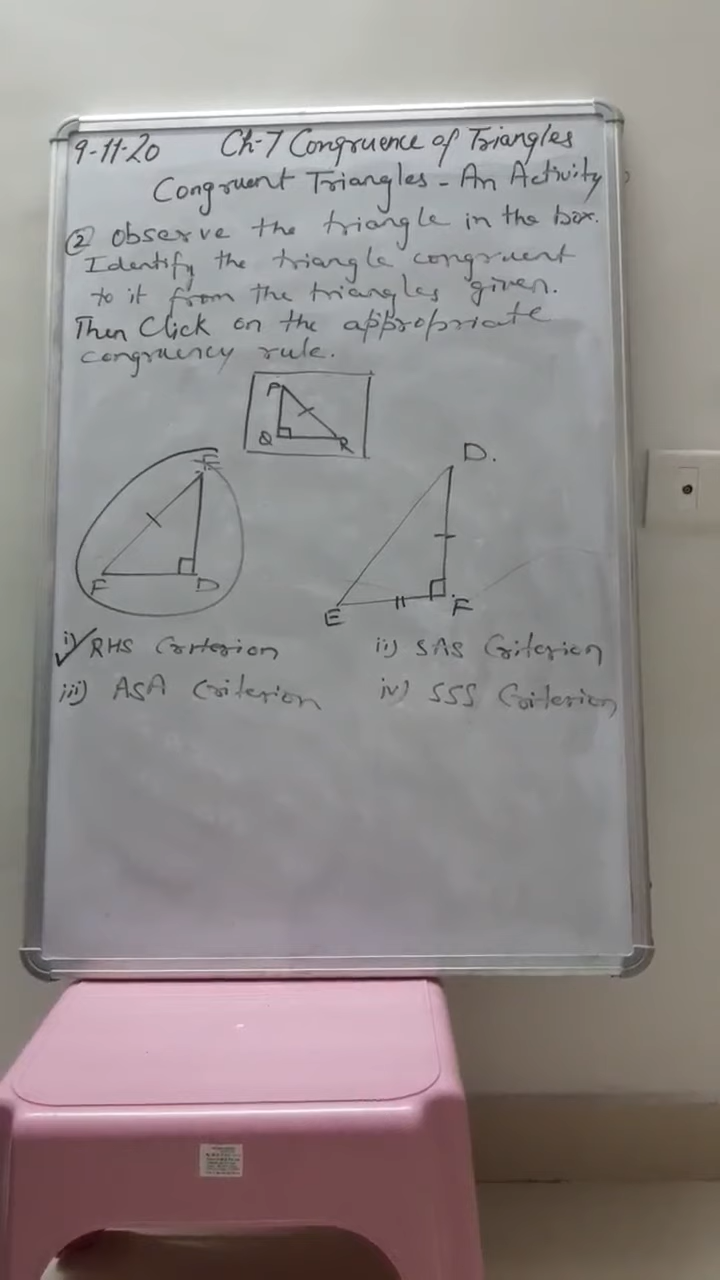 9-11-20 Ch-7 Congruence of Triangles
Congruent Triangles - An Activity
② Observe the triangle in the box.
Identify the triangle congruent
to it from the triangles given.
Then Click on the appropriate
congruency rule.
P
Q R
E
F D
D.
E F
i) RHS Criterion ii) SAS Criterion
iii) ASA Criterion iv) SSS Criterion